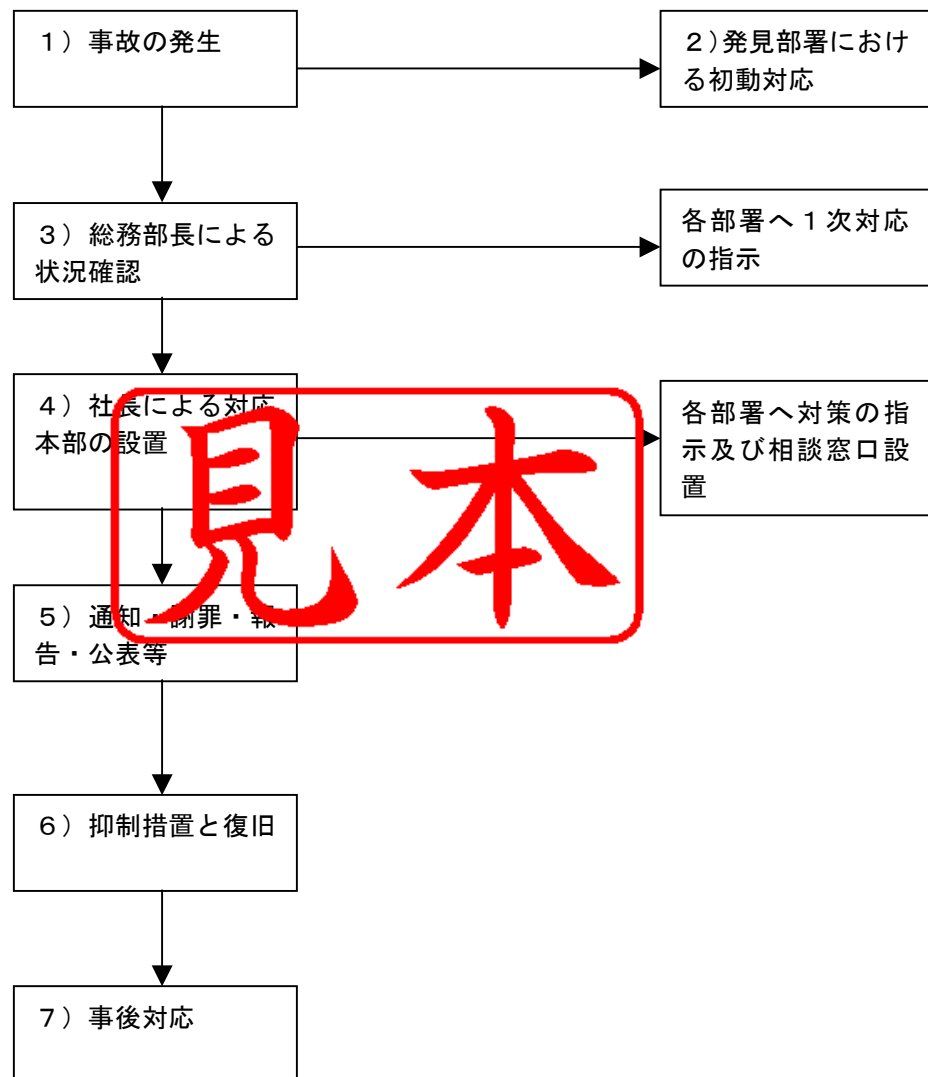 １）事故の発生
２）発見部署におけ
る初動対応
３）総務部長による
状況確認
各部署へ１次対応
の指示
４）社長による対応
本部の設置
各部署へ対策の指
示及び相談窓口設
置
見本
５）通知・謝罪・報
告・公表等
６）抑制措置と復旧
７）事後対応